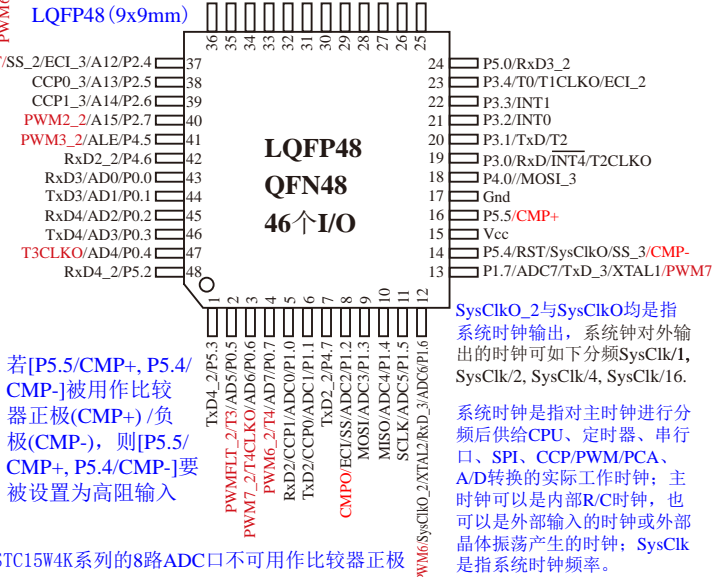 LQFP48(9x9mm)
PWM6
36 35 34 33 32 31 30 29 28 27 26 25
/SS_2/ECI_3/A12/P2.4 37
CCP0_3/A13/P2.5 38
CCP1_3/A14/P2.6 39
PWM2_2/A15/P2.7 40
PWM3_2/ALE/P4.5 41
RxD2_2/P4.6 42
RxD3/AD0/P0.0 43
TxD3/AD1/P0.1 44
RxD4/AD2/P0.2 45
TxD4/AD3/P0.3 46
T3CLKO/AD4/P0.4 47
RxD4_2/P5.2 48
LQFP48
QFN48
46个I/O
24 P5.0/RxD3_2
23 P3.4/T0/T1CLKO/ECI_2
22 P3.3/INT1
21 P3.2/INT0
20 P3.1/TxD/T2
19 P3.0/RxD/INT4/T2CLKO
18 P4.0//MOSI_3
17 Gnd
16 P5.5/CMP+
15 Vcc
14 P5.4/RST/SysClkO/SS_3/CMP-
13 P1.7/ADC7/TxD_3/XTAL1/PWM7
1 TxD4_2/P5.3
2 PWMFLT_2/T3/AD5/P0.5
3 PWM7_2/T4CLKO/AD6/P0.6
4 PWM6_2/T4/AD7/P0.7
5 RxD2/CCP1/ADC0/P1.0
6 TxD2/CCP0/ADC1/P1.1
7 TxD2_2/P4.7
8 CMPO/ECI/SS/ADC2/P1.2
9 MOSI/ADC3/P1.3
10 MISO/ADC4/P1.4
11 SCLK/ADC5/P1.5
12 PWM6/SysClkO_2/XTAL2/RxD_3/ADC6/P1.6
若[P5.5/CMP+, P5.4/
CMP-]被用作比较
器正极(CMP+) /负
极(CMP-)，则[P5.5/
CMP+, P5.4/CMP-]要
被设置为高阻输入
STC15W4K系列的8路ADC口不可用作比较器正极
SysClkO_2与SysClkO均是指
系统时钟输出，系统钟对外输
出的时钟可如下分频SysClk/1,
SysClk/2, SysClk/4, SysClk/16.
系统时钟是指对主时钟进行分
频后供给CPU、定时器、串行
口、SPI、CCP/PWM/PCA、
A/D转换的实际工作时钟；主
时钟可以是内部R/C时钟，也
可以是外部输入的时钟或外部
晶体振荡产生的时钟；SysClk
是指系统时钟频率。